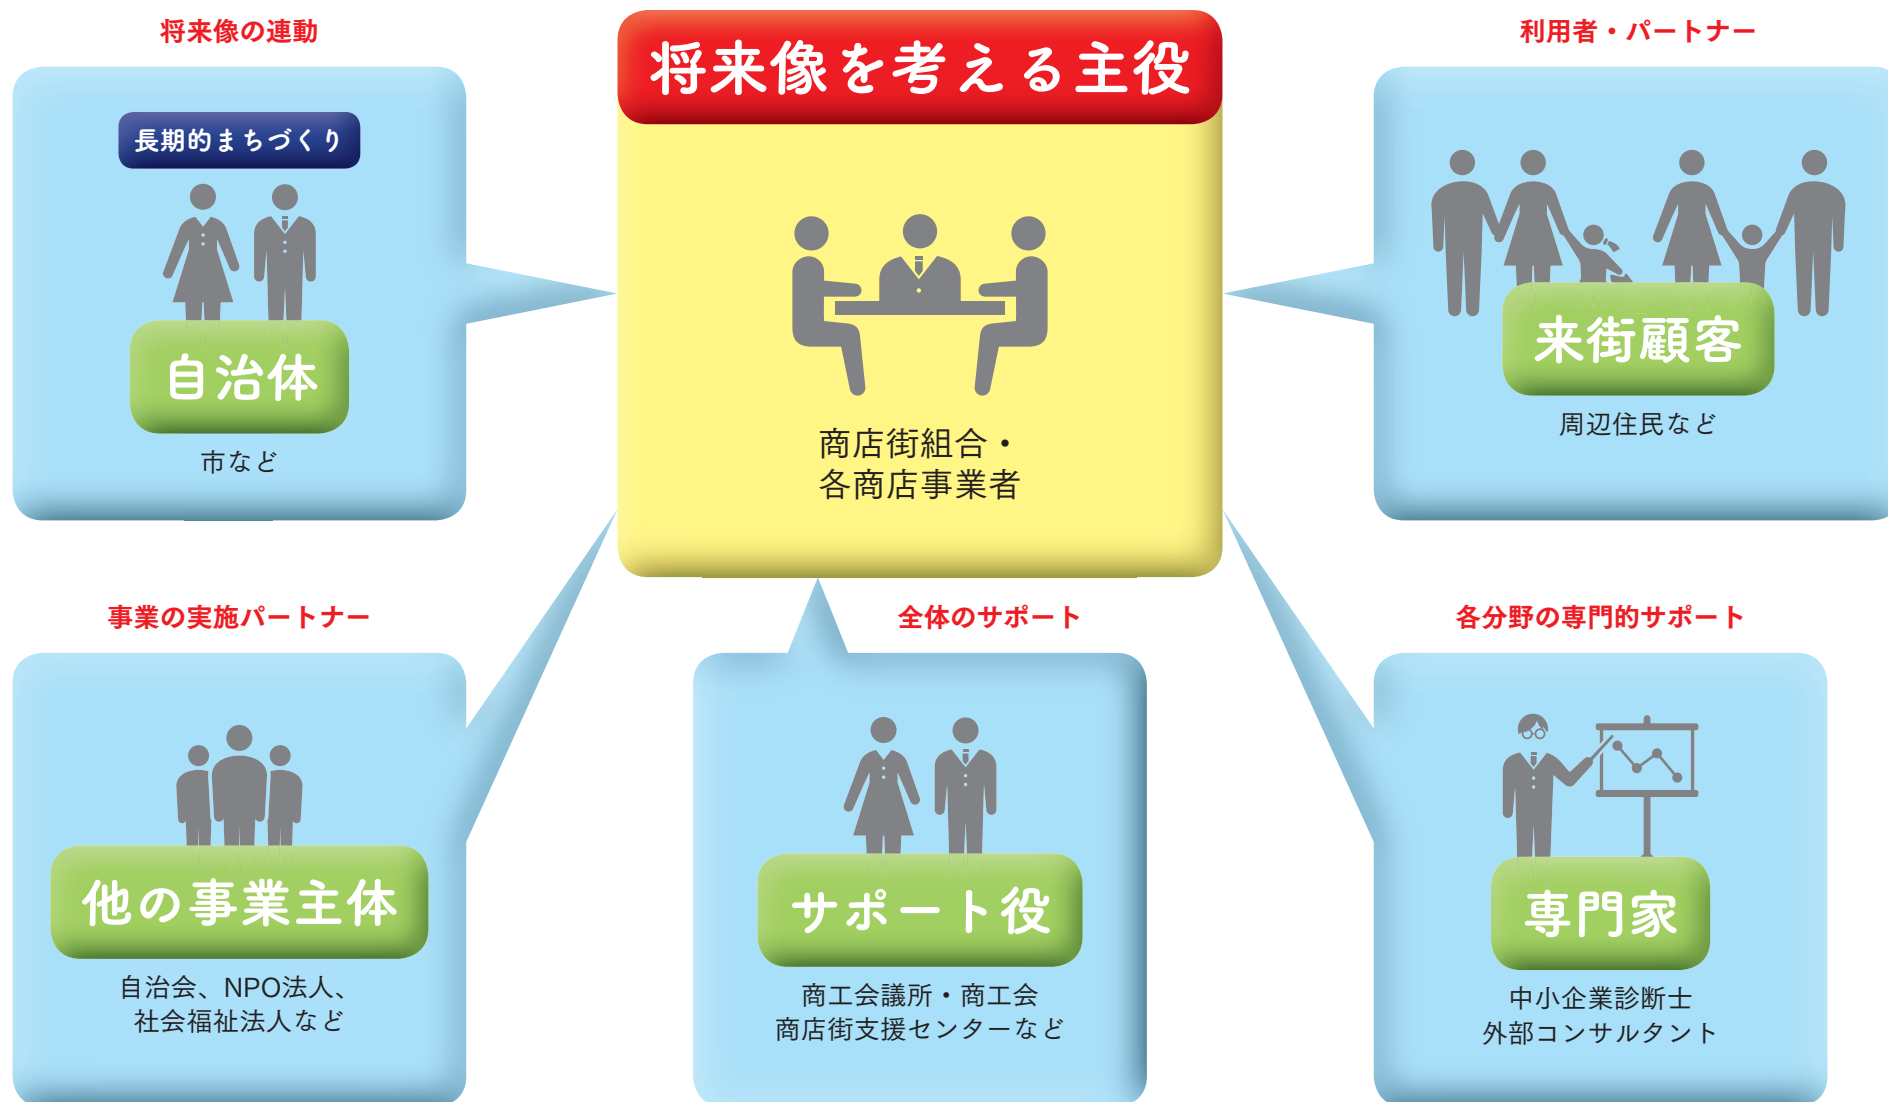 将来像の連動
長期的まちづくり
自治体
市など
将来像を考える主役
商店街組合・
各商店事業者
利用者・パートナー
来街顧客
周辺住民など
事業の実施パートナー
他の事業主体
自治会、NPO法人、
社会福祉法人など
全体のサポート
サポート役
商工会議所・商工会
商店街支援センターなど
各分野の専門的サポート
専門家
中小企業診断士
外部コンサルタント